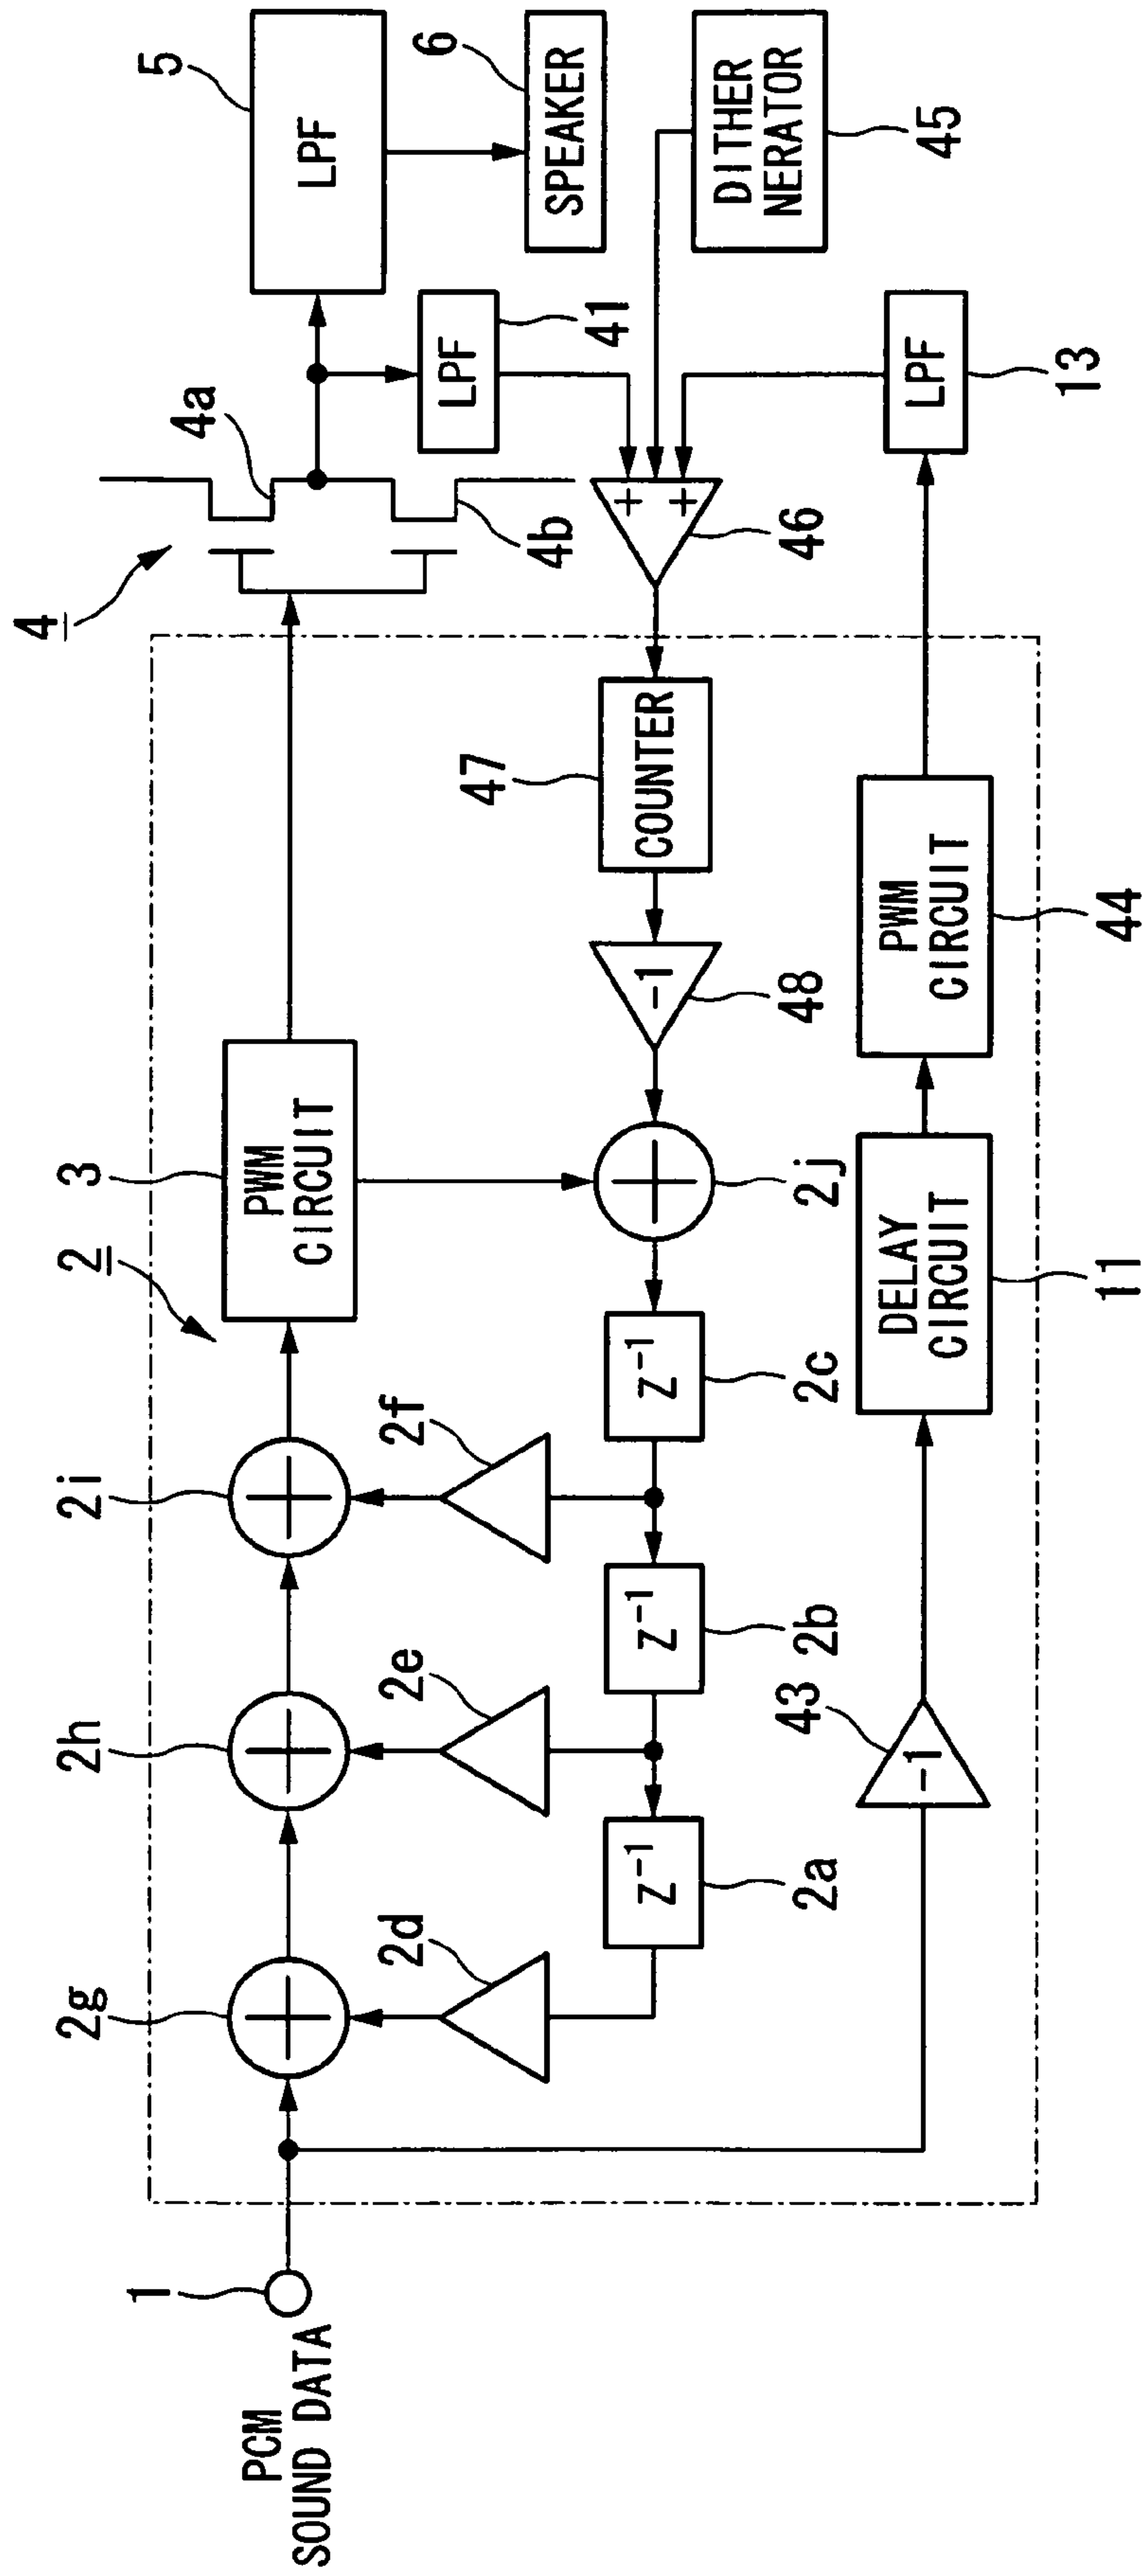 PCM
SOUND DATA
1
2g
2h
2i
2
3
PWM
CIRCUIT
4
4a
4b
5
LPF
6
SPEAKER
LPF
41
DITHER
NERATOR
45
2d
2e
2f
Z⁻¹
2a
Z⁻¹
2b
Z⁻¹
2c
2j
-1
48
47
COUNTER
+
+
46
43
-1
DELAY
CIRCUIT
11
PWM
CIRCUIT
44
LPF
13